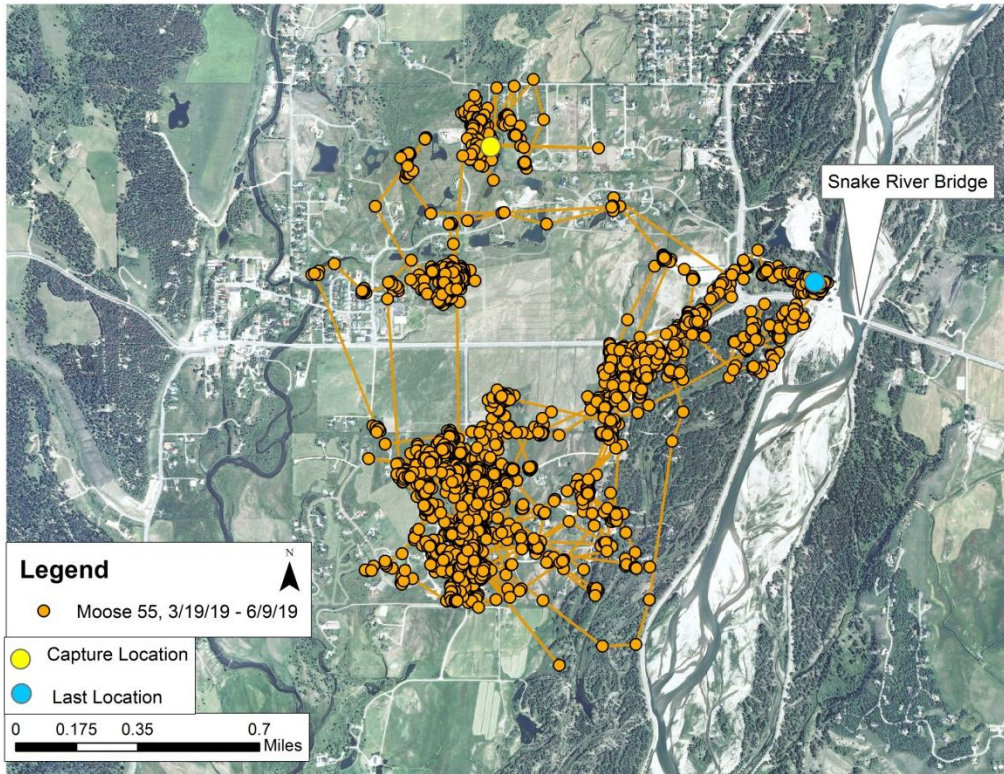 Snake River Bridge
Legend
N
Moose 55, 3/19/19 - 6/9/19
Capture Location
Last Location
0 0.175 0.35 0.7
Miles